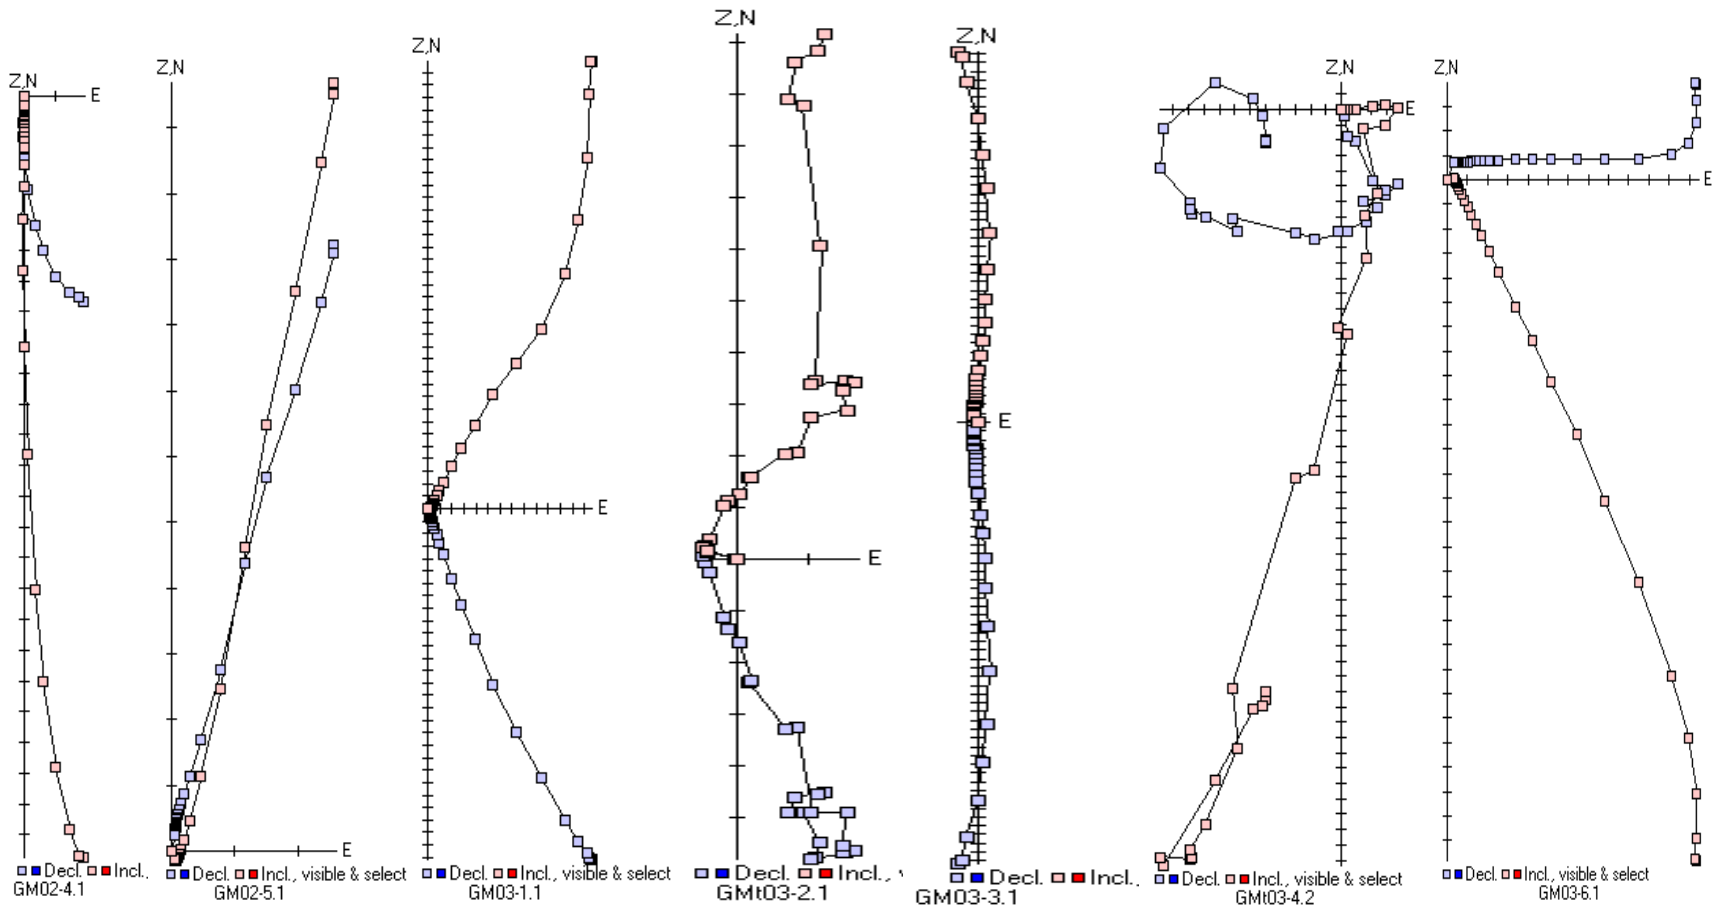 Z,N
E
Decl. Incl.,
GM02-4.1
Z,N
E
Decl. Incl., visible & select
GM02-5.1
Z,N
E
Decl. Incl., visible & select
GM03-1.1
Z,N
E
Decl. Incl., v
GMt03-2.1
Z,N
E
Decl. Incl.,
GM03-3.1
Z,N
E
Decl. Incl., visible & select
GMt03-4.2
Z,N
E
Decl. Incl., visible & select
GM03-6.1